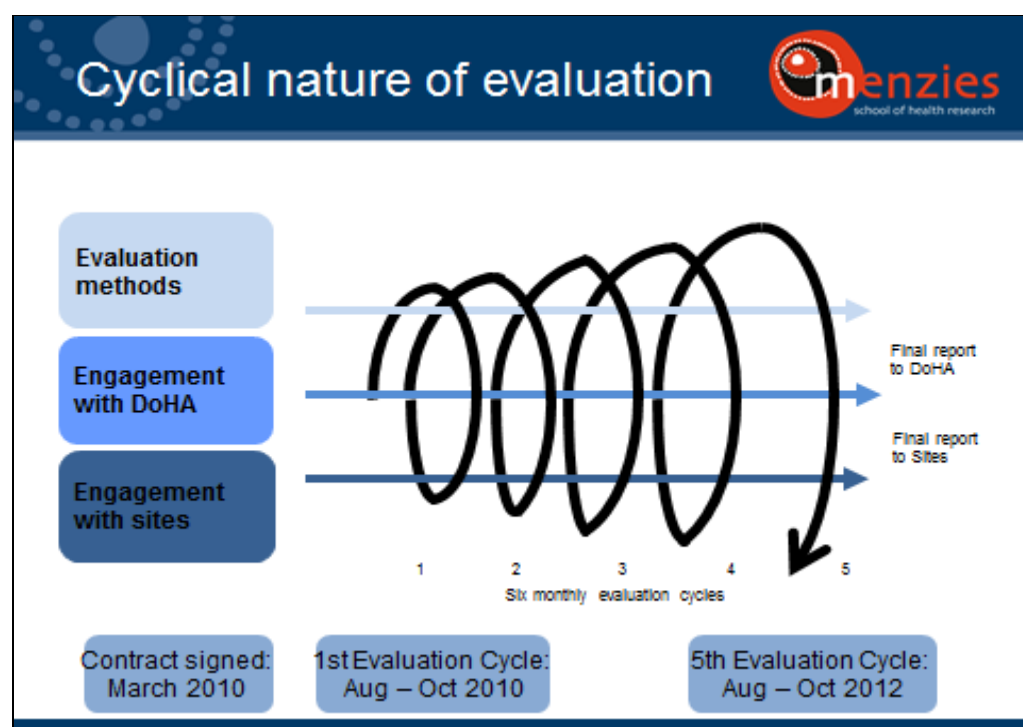 Cyclical nature of evaluation
menzies
school of health research
Evaluation
methods
Engagement
with DoHA
Engagement
with sites
Final report
to DoHA
Final report
to Sites
1 2 3 4 5
Six monthly evaluation cycles
Contract signed:
March 2010
1st Evaluation Cycle:
Aug – Oct 2010
5th Evaluation Cycle:
Aug – Oct 2012